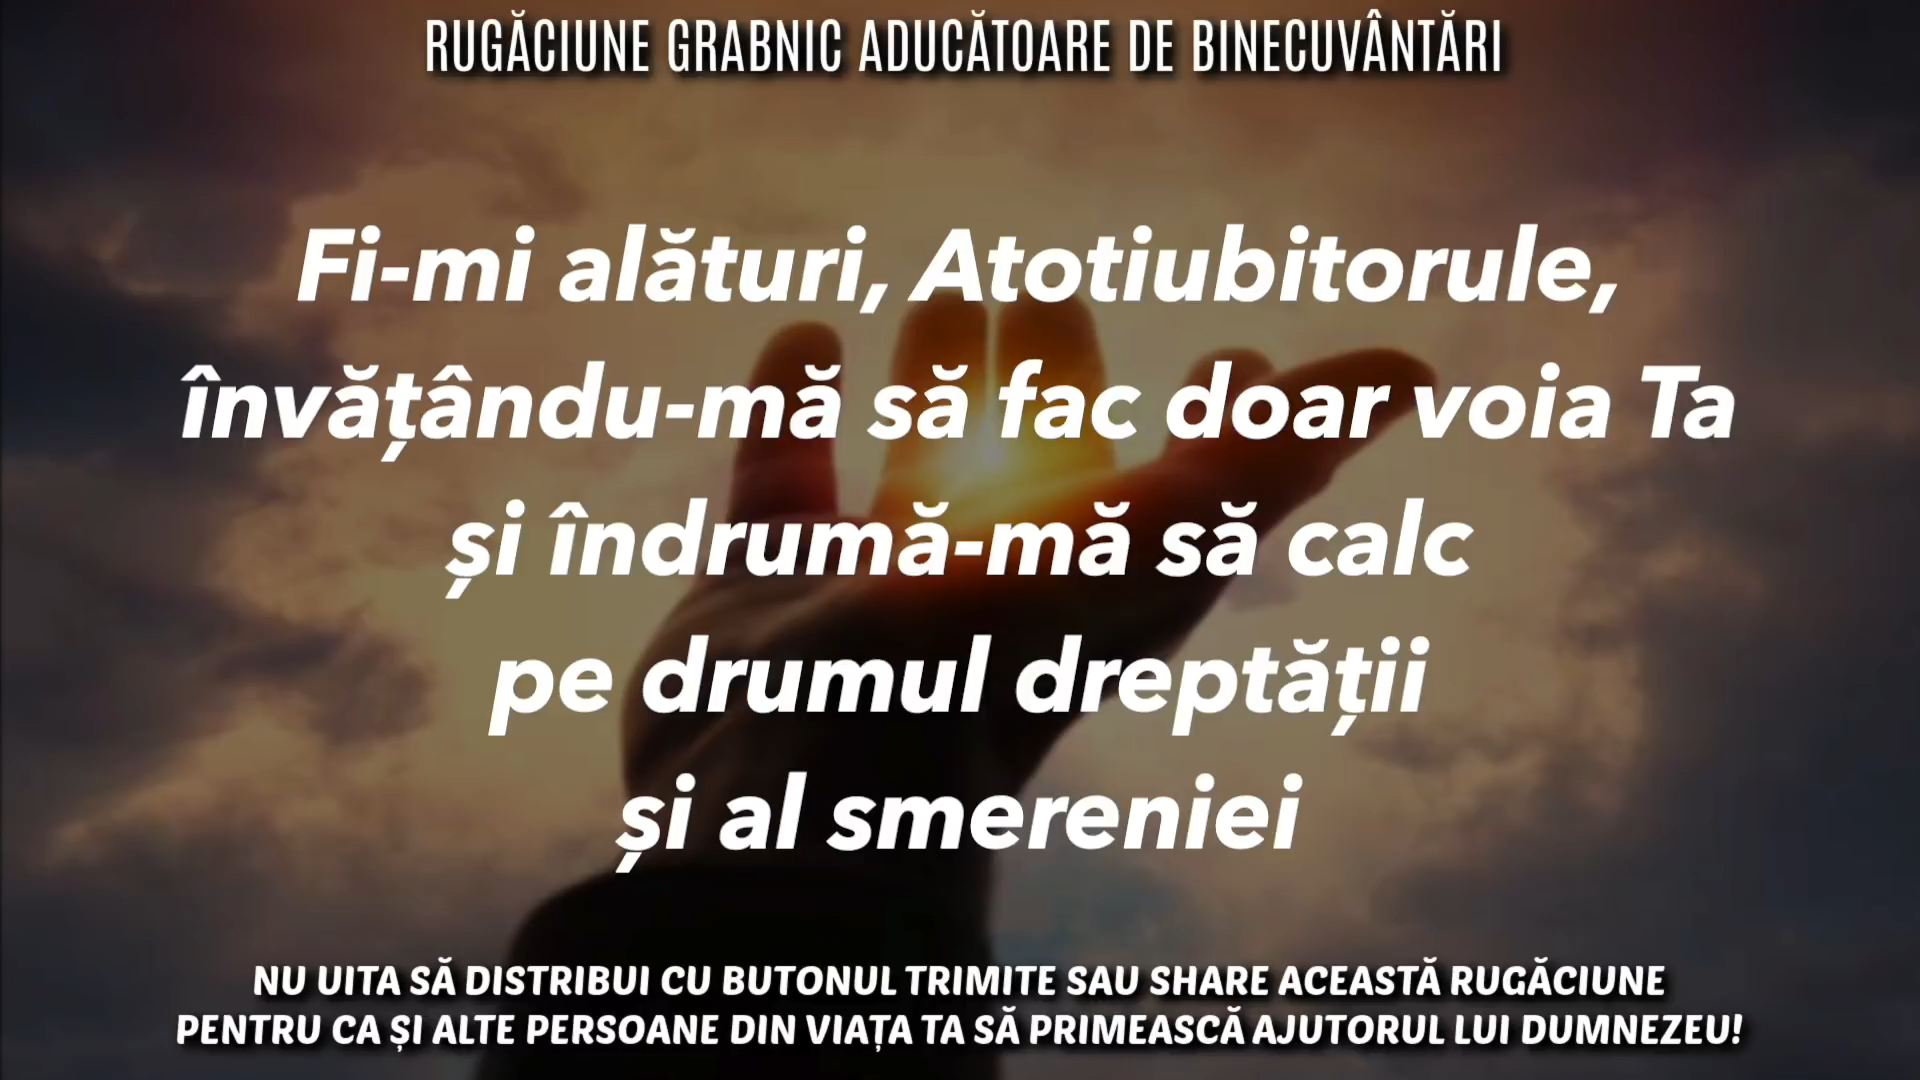 RUGĂCIUNE GRABNIC ADUCĂTOARE DE BINECUVÂNTĂRI
Fi-mi alături, Atotiubitorule,
învățându-mă să fac doar voia Ta
și îndrumă-mă să calc
pe drumul dreptății
și al smereniei
NU UITA SĂ DISTRIBUI CU BUTONUL TRIMITE SAU SHARE ACEASTĂ RUGĂCIUNE
PENTRU CA ȘI ALTE PERSOANE DIN VIAȚA TA SĂ PRIMEASCĂ AJUTORUL LUI DUMNEZEU!